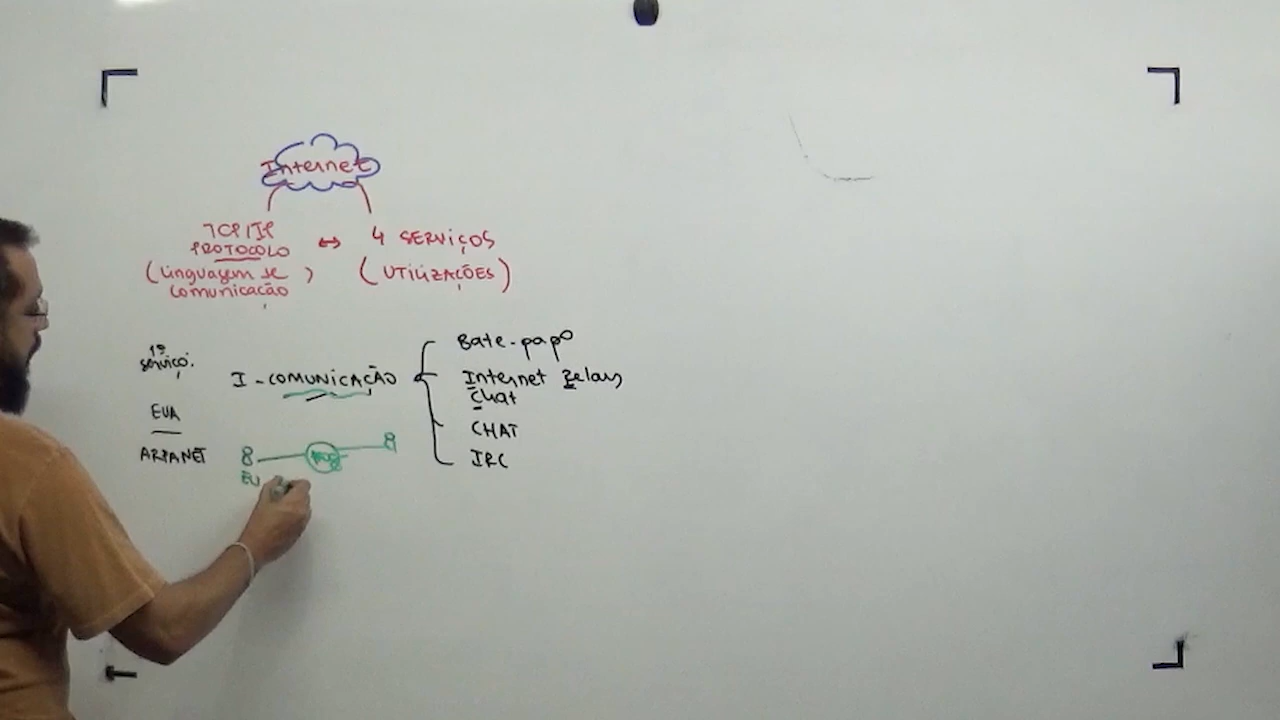 Internet
TCP/IP
PROTOCOLO
↔
4 SERVIÇOS
(Linguagem de
comunicação)
(UTILIZAÇÕES)
1º
serviço.
I - COMUNICAÇÃO
Bate-papo
Internet Relay
Chat
CHAT
IRC
EUA
ARPANET
EU